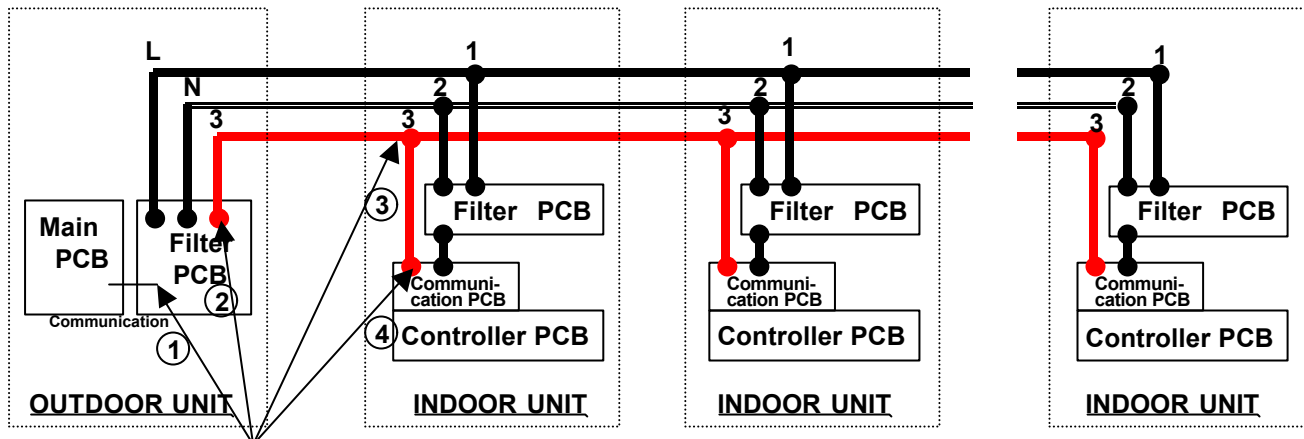 L
N
3
1
2
3
1
2
3
1
2
3
Main
PCB
Filter
PCB
Communication
①
②
③
④
Filter PCB
Communi-
cation PCB
Controller PCB
Filter PCB
Communi-
cation PCB
Controller PCB
Filter PCB
Communi-
cation PCB
Controller PCB
OUTDOOR UNIT
INDOOR UNIT
INDOOR UNIT
INDOOR UNIT